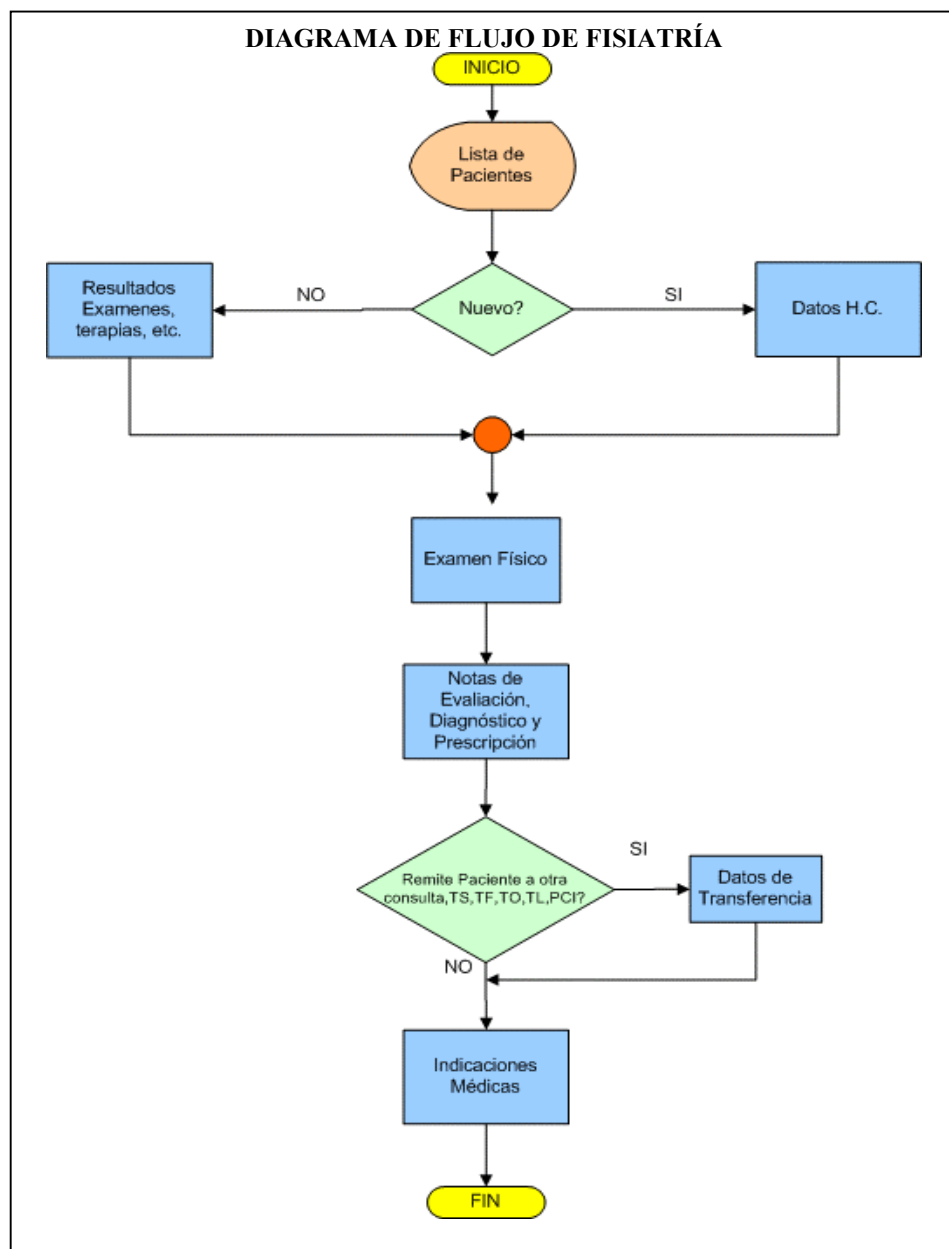 DIAGRAMA DE FLUJO DE FISIATRÍA
INICIO
Lista de
Pacientes
Nuevo?
NO
SI
Resultados
Examenes,
terapias, etc.
Datos H.C.
Examen Físico
Notas de
Evaliación,
Diagnóstico y
Prescripción
Remite Paciente a otra
consulta,TS,TF,TO,TL,PCI?
SI
Datos de
Transferencia
NO
Indicaciones
Médicas
FIN